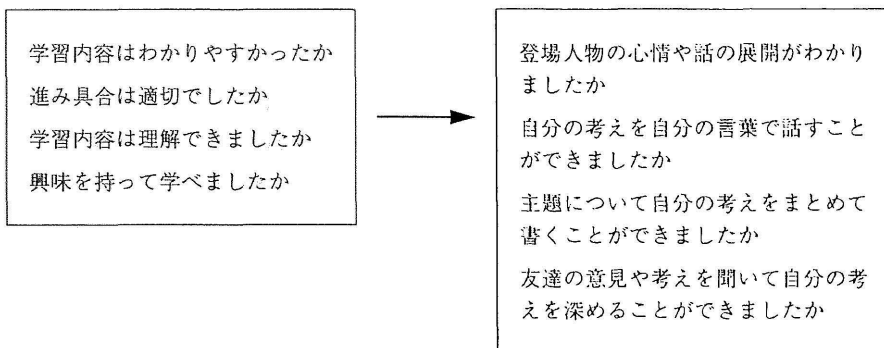 学習内容はわかりやすかったか
進み具合は適切でしたか
学習内容は理解できましたか
興味を持って学べましたか
登場人物の心情や話の展開がわかり
ましたか
自分の考えを自分の言葉で話すこと
ができましたか
主題について自分の考えをまとめて
書くことができましたか
友達の意見や考えを聞いて自分の考
えを深めることができましたか